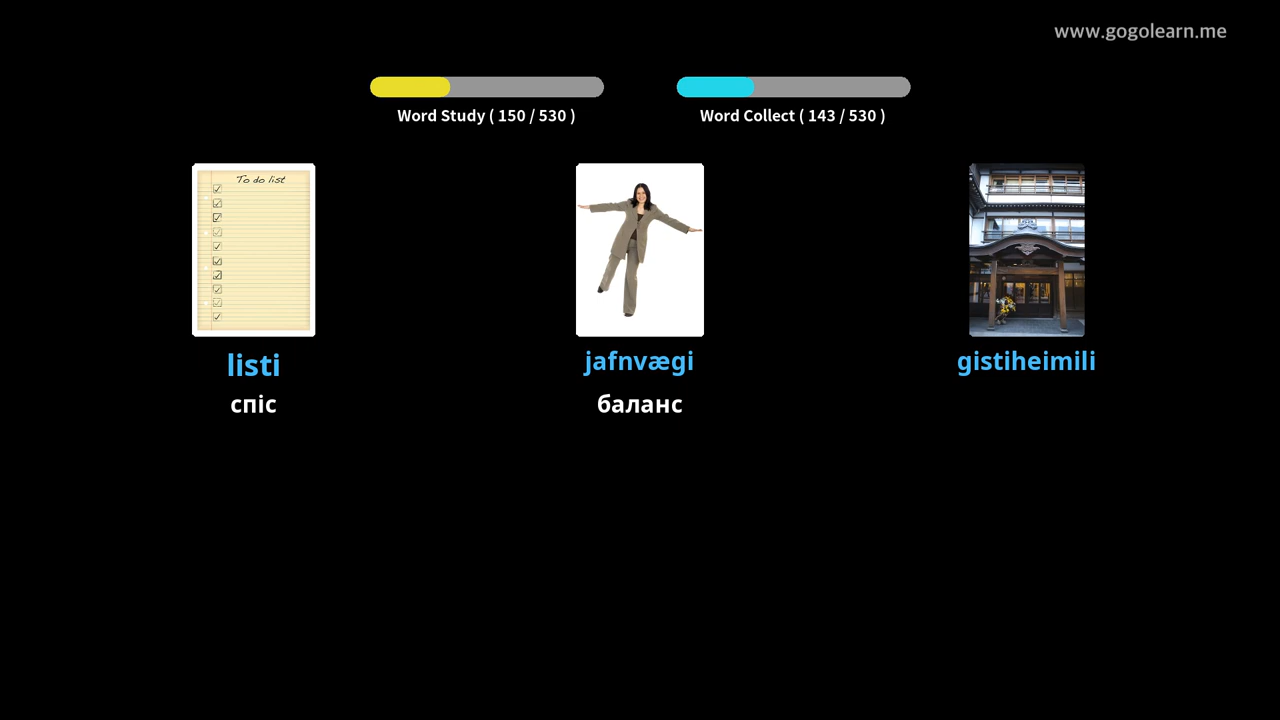 www.gogolearn.me
Word Study ( 150 / 530 )
Word Collect ( 143 / 530 )
To do list
listi
jafnvægi
gistiheimili
спіс
баланс